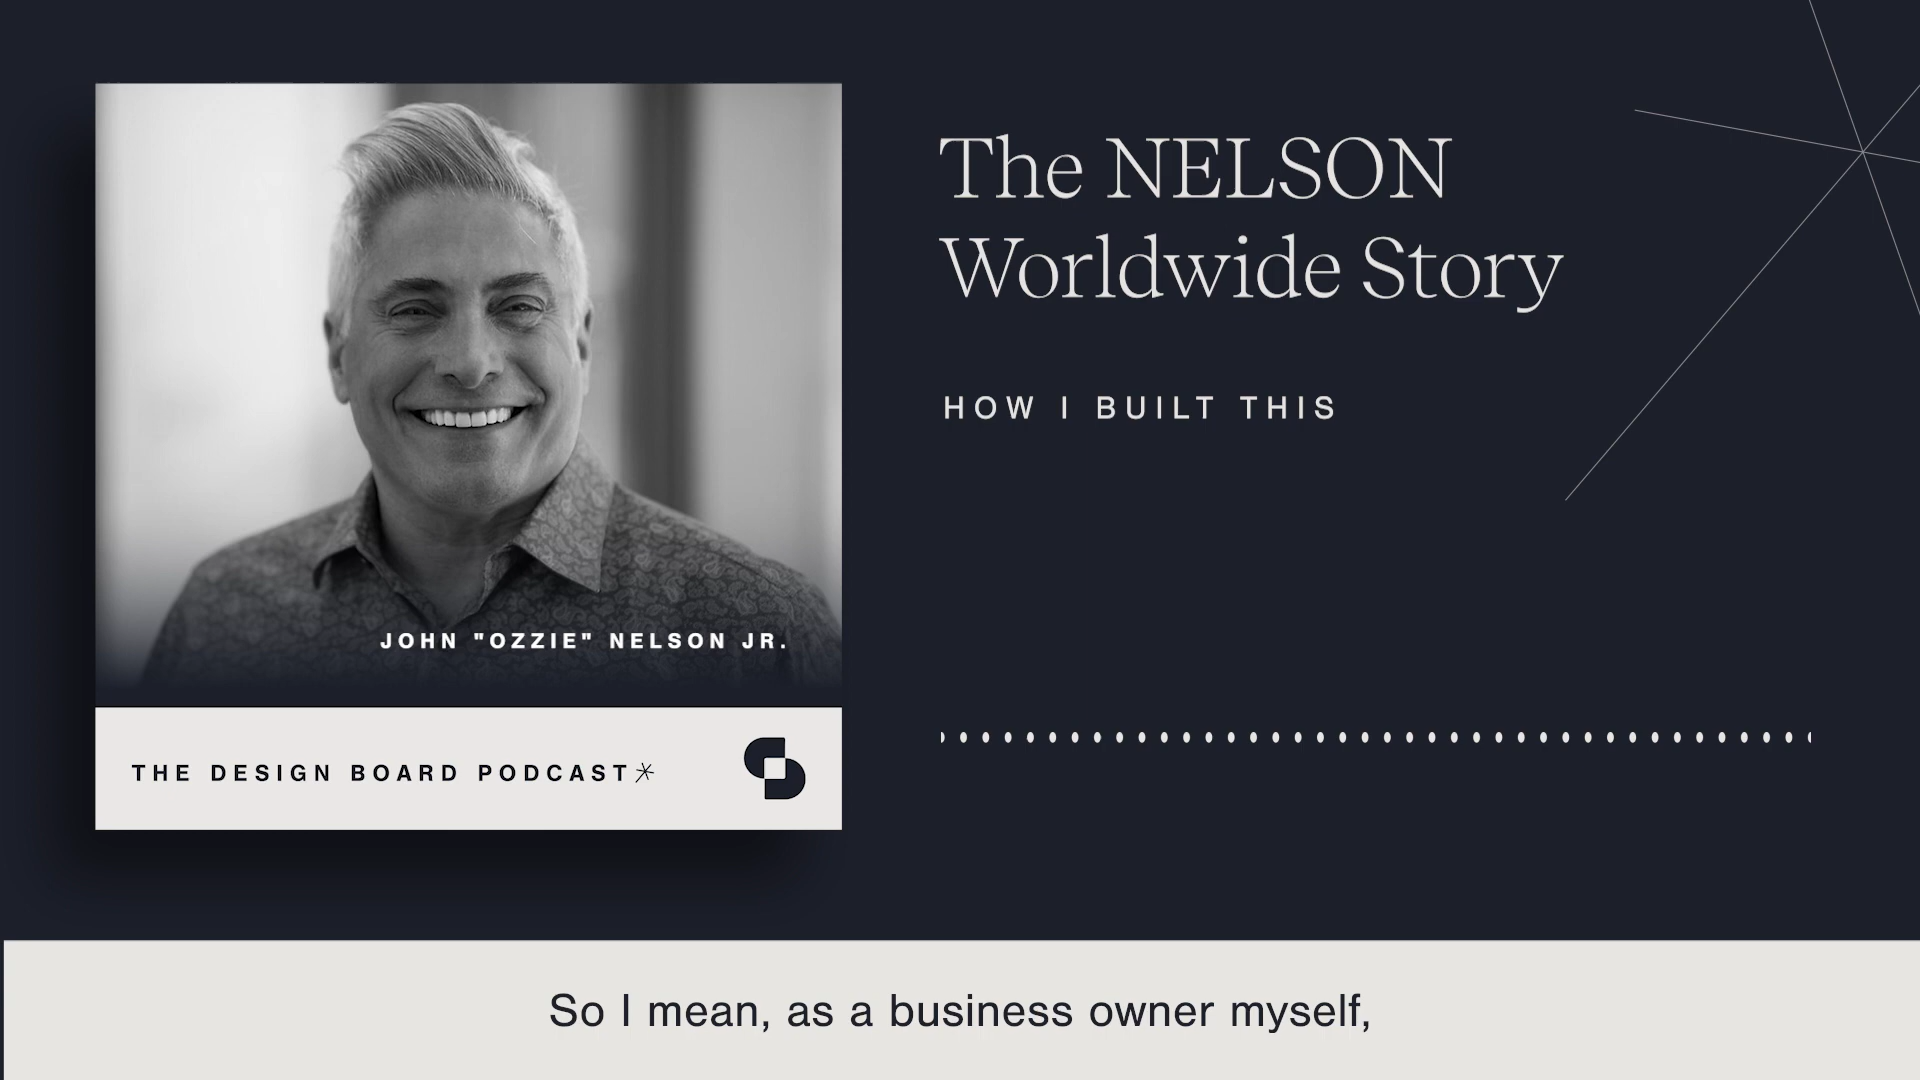 The NELSON
Worldwide Story
HOW I BUILT THIS
JOHN "OZZIE" NELSON JR.
THE DESIGN BOARD PODCAST
So I mean, as a business owner myself,